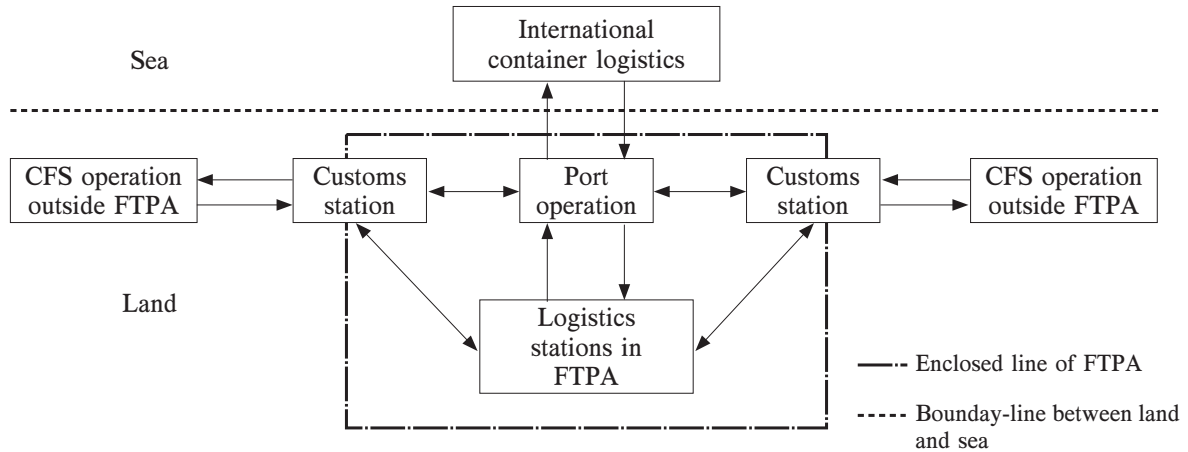 International
container logistics
Sea
CFS operation
outside FTPA
Customs
station
Port
operation
Customs
station
CFS operation
outside FTPA
Land
Logistics
stations in
FTPA
Enclosed line of FTPA
Bounday-line between land
and sea